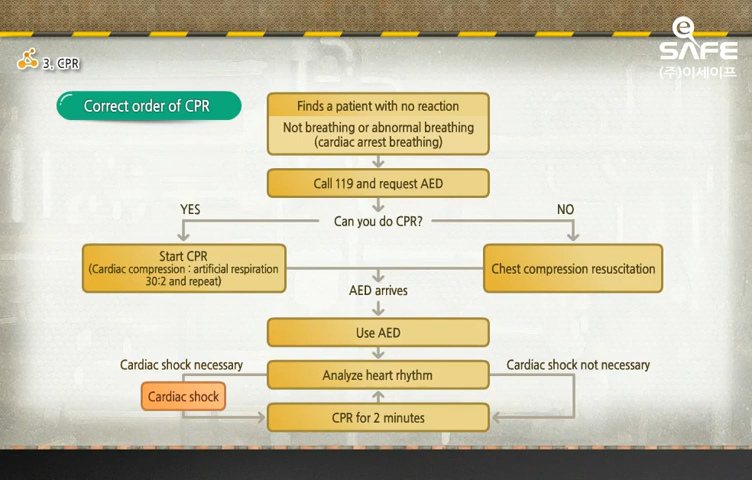 e
SAFE
(주)이세이프
3. CPR
Correct order of CPR
Finds a patient with no reaction
Not breathing or abnormal breathing
(cardiac arrest breathing)
Call 119 and request AED
YES
NO
Can you do CPR?
Start CPR
(Cardiac compression : artificial respiration
30:2 and repeat)
Chest compression resuscitation
AED arrives
Use AED
Cardiac shock necessary
Cardiac shock not necessary
Analyze heart rhythm
Cardiac shock
CPR for 2 minutes